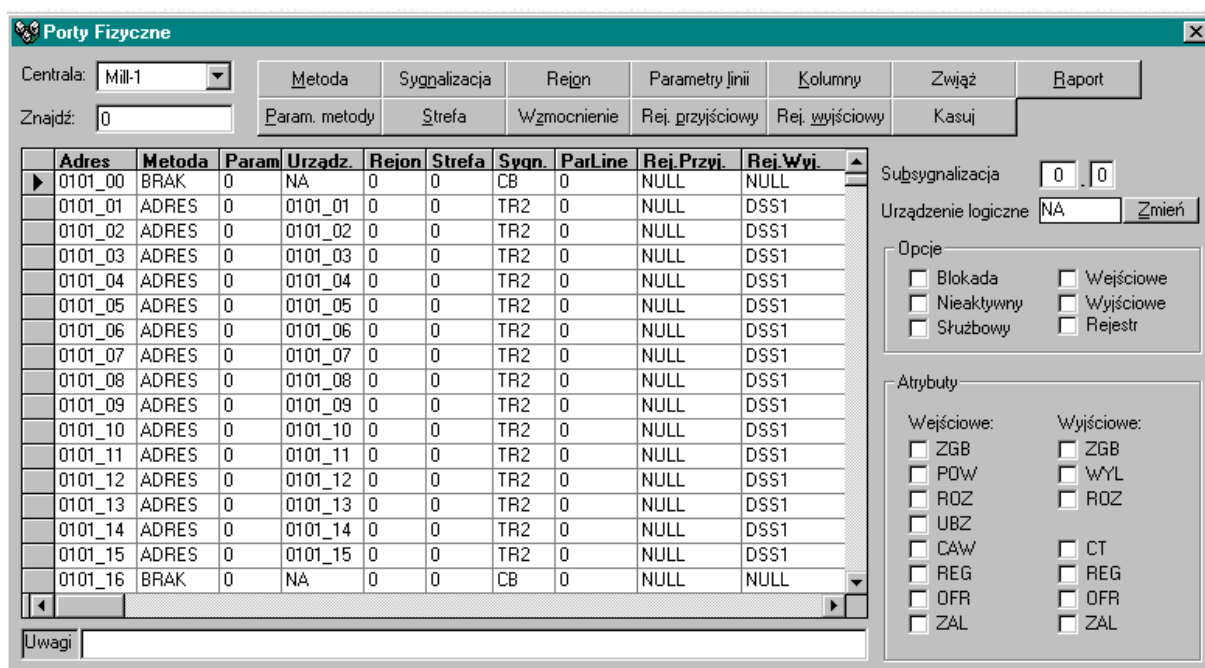 Porty Fizyczne
Centrala: Mill-1
Metoda Sygnalizacja Rejon Parametry linii Kolumny Zwiąż Raport
Znajdź: 0
Param. metody Strefa Wzmocnienie Rej. przyjściowy Rej. wyjściowy Kasuj
Adres Metoda Param Urządz. Rejon Strefa Sygn. ParLine Rej.Przyj. Rej.Wyj.
0101_00 BRAK 0 NA 0 0 CB 0 NULL NULL
0101_01 ADRES 0 0101_01 0 0 TR2 0 NULL DSS1
0101_02 ADRES 0 0101_02 0 0 TR2 0 NULL DSS1
0101_03 ADRES 0 0101_03 0 0 TR2 0 NULL DSS1
0101_04 ADRES 0 0101_04 0 0 TR2 0 NULL DSS1
0101_05 ADRES 0 0101_05 0 0 TR2 0 NULL DSS1
0101_06 ADRES 0 0101_06 0 0 TR2 0 NULL DSS1
0101_07 ADRES 0 0101_07 0 0 TR2 0 NULL DSS1
0101_08 ADRES 0 0101_08 0 0 TR2 0 NULL DSS1
0101_09 ADRES 0 0101_09 0 0 TR2 0 NULL DSS1
0101_10 ADRES 0 0101_10 0 0 TR2 0 NULL DSS1
0101_11 ADRES 0 0101_11 0 0 TR2 0 NULL DSS1
0101_12 ADRES 0 0101_12 0 0 TR2 0 NULL DSS1
0101_13 ADRES 0 0101_13 0 0 TR2 0 NULL DSS1
0101_14 ADRES 0 0101_14 0 0 TR2 0 NULL DSS1
0101_15 ADRES 0 0101_15 0 0 TR2 0 NULL DSS1
0101_16 BRAK 0 NA 0 0 CB 0 NULL NULL
Uwagi
Subsygnalizacja 0 . 0
Urządzenie logiczne NA Zmień
Opcje
Blokada Wejściowe
Nieaktywny Wyjściowe
Służbowy Rejestr
Atrybuty
Wejściowe: Wyjściowe:
ZGB ZGB
POW WYL
ROZ ROZ
UBZ
CAW CT
REG REG
OFR OFR
ZAL ZAL